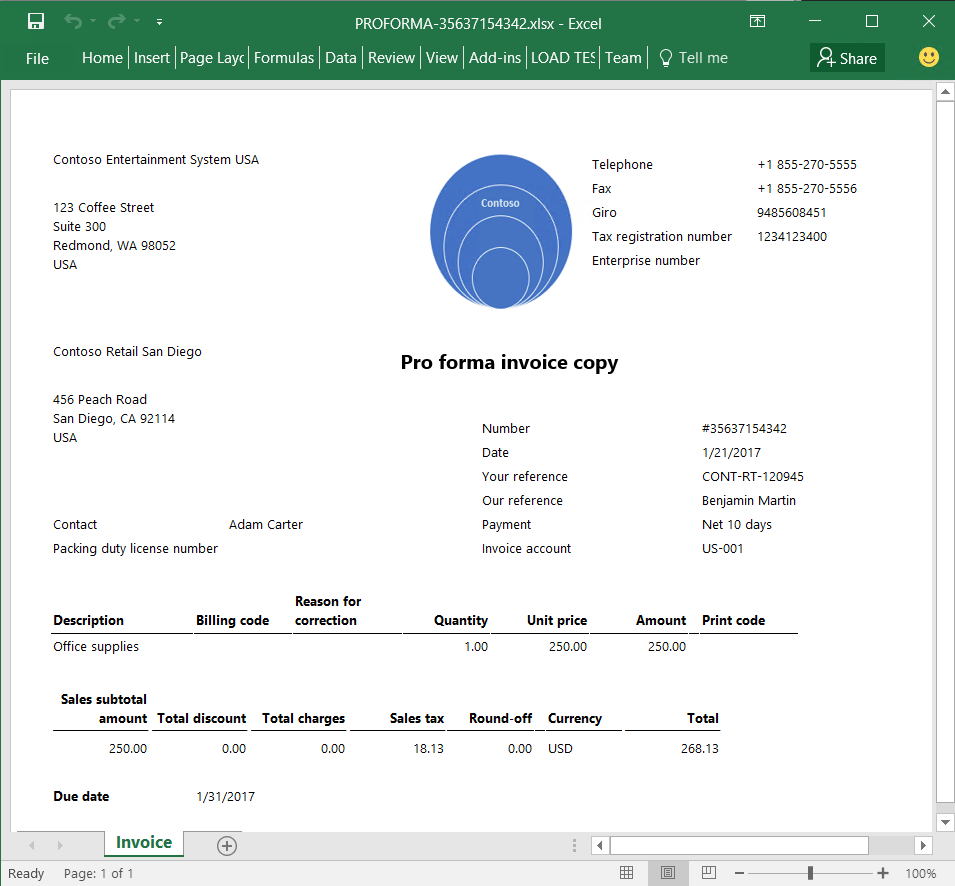 PROFORMA-35637154342.xlsx - Excel
File Home Insert Page Layc Formulas Data Review View Add-ins LOAD TES Team Tell me Share
Contoso Entertainment System USA
123 Coffee Street
Suite 300
Redmond, WA 98052
USA
Contoso
Telephone +1 855-270-5555
Fax +1 855-270-5556
Giro 9485608451
Tax registration number 1234123400
Enterprise number
Contoso Retail San Diego
456 Peach Road
San Diego, CA 92114
USA
Pro forma invoice copy
Number #35637154342
Date 1/21/2017
Your reference CONT-RT-120945
Our reference Benjamin Martin
Contact Adam Carter
Packing duty license number
Payment Net 10 days
Invoice account US-001
Reason for
Description Billing code correction Quantity Unit price Amount Print code
Office supplies 1.00 250.00 250.00
Sales subtotal
amount Total discount Total charges Sales tax Round-off Currency Total
250.00 0.00 0.00 18.13 0.00 USD 268.13
Due date 1/31/2017
Invoice
Ready Page: 1 of 1 100%